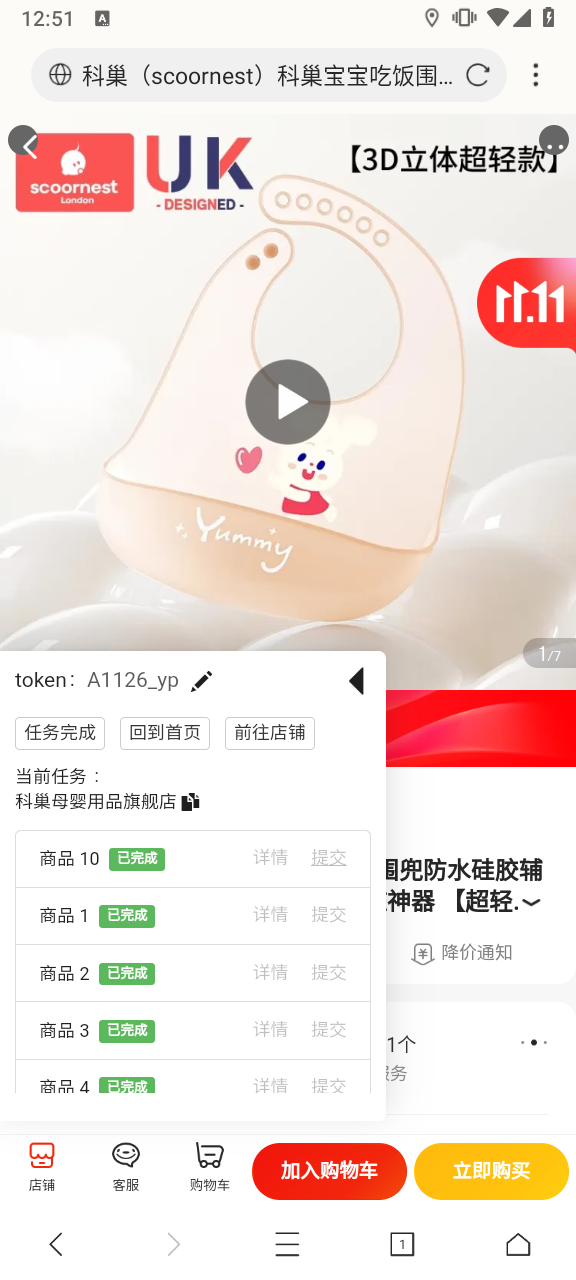 12:51
A
科巢（scoornest）科巢宝宝吃饭围…
scoornest
London
UK
- DESIGNED -
【3D立体超轻款】
11.11
Yummy
1/7
token： A1126_yp
任务完成 回到首页 前往店铺
当前任务：
科巢母婴用品旗舰店
商品 10 已完成 详情 提交
商品 1 已完成 详情 提交
商品 2 已完成 详情 提交
商品 3 已完成 详情 提交
商品 4 已完成 详情 提交
围兜防水硅胶辅
神器 【超轻.
降价通知
1个
服务
店铺 客服 购物车 加入购物车 立即购买
1